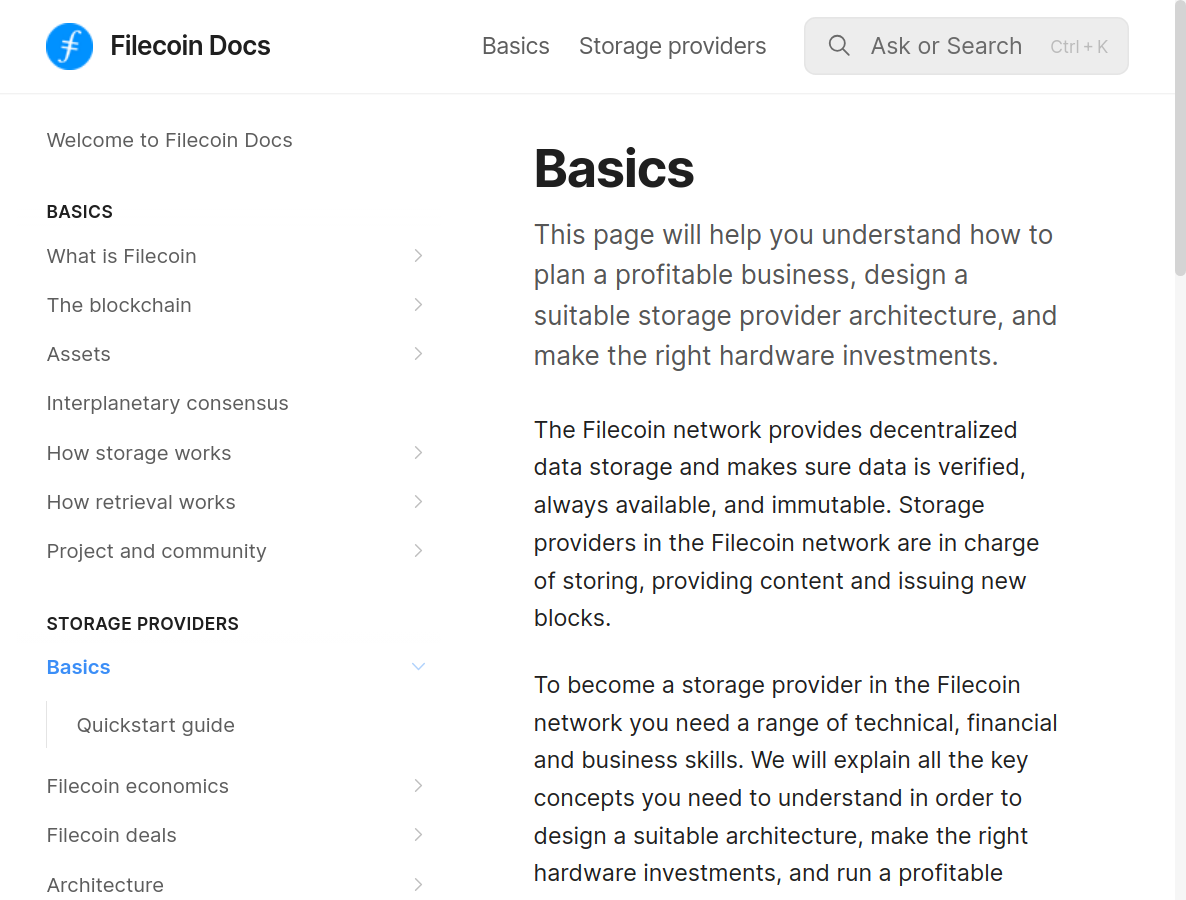 Filecoin Docs
Basics
Storage providers
Ask or Search
Ctrl + K
Welcome to Filecoin Docs
BASICS
What is Filecoin
The blockchain
Assets
Interplanetary consensus
How storage works
How retrieval works
Project and community
STORAGE PROVIDERS
Basics
Quickstart guide
Filecoin economics
Filecoin deals
Architecture
Basics
This page will help you understand how to
plan a profitable business, design a
suitable storage provider architecture, and
make the right hardware investments.
The Filecoin network provides decentralized
data storage and makes sure data is verified,
always available, and immutable. Storage
providers in the Filecoin network are in charge
of storing, providing content and issuing new
blocks.
To become a storage provider in the Filecoin
network you need a range of technical, financial
and business skills. We will explain all the key
concepts you need to understand in order to
design a suitable architecture, make the right
hardware investments, and run a profitable